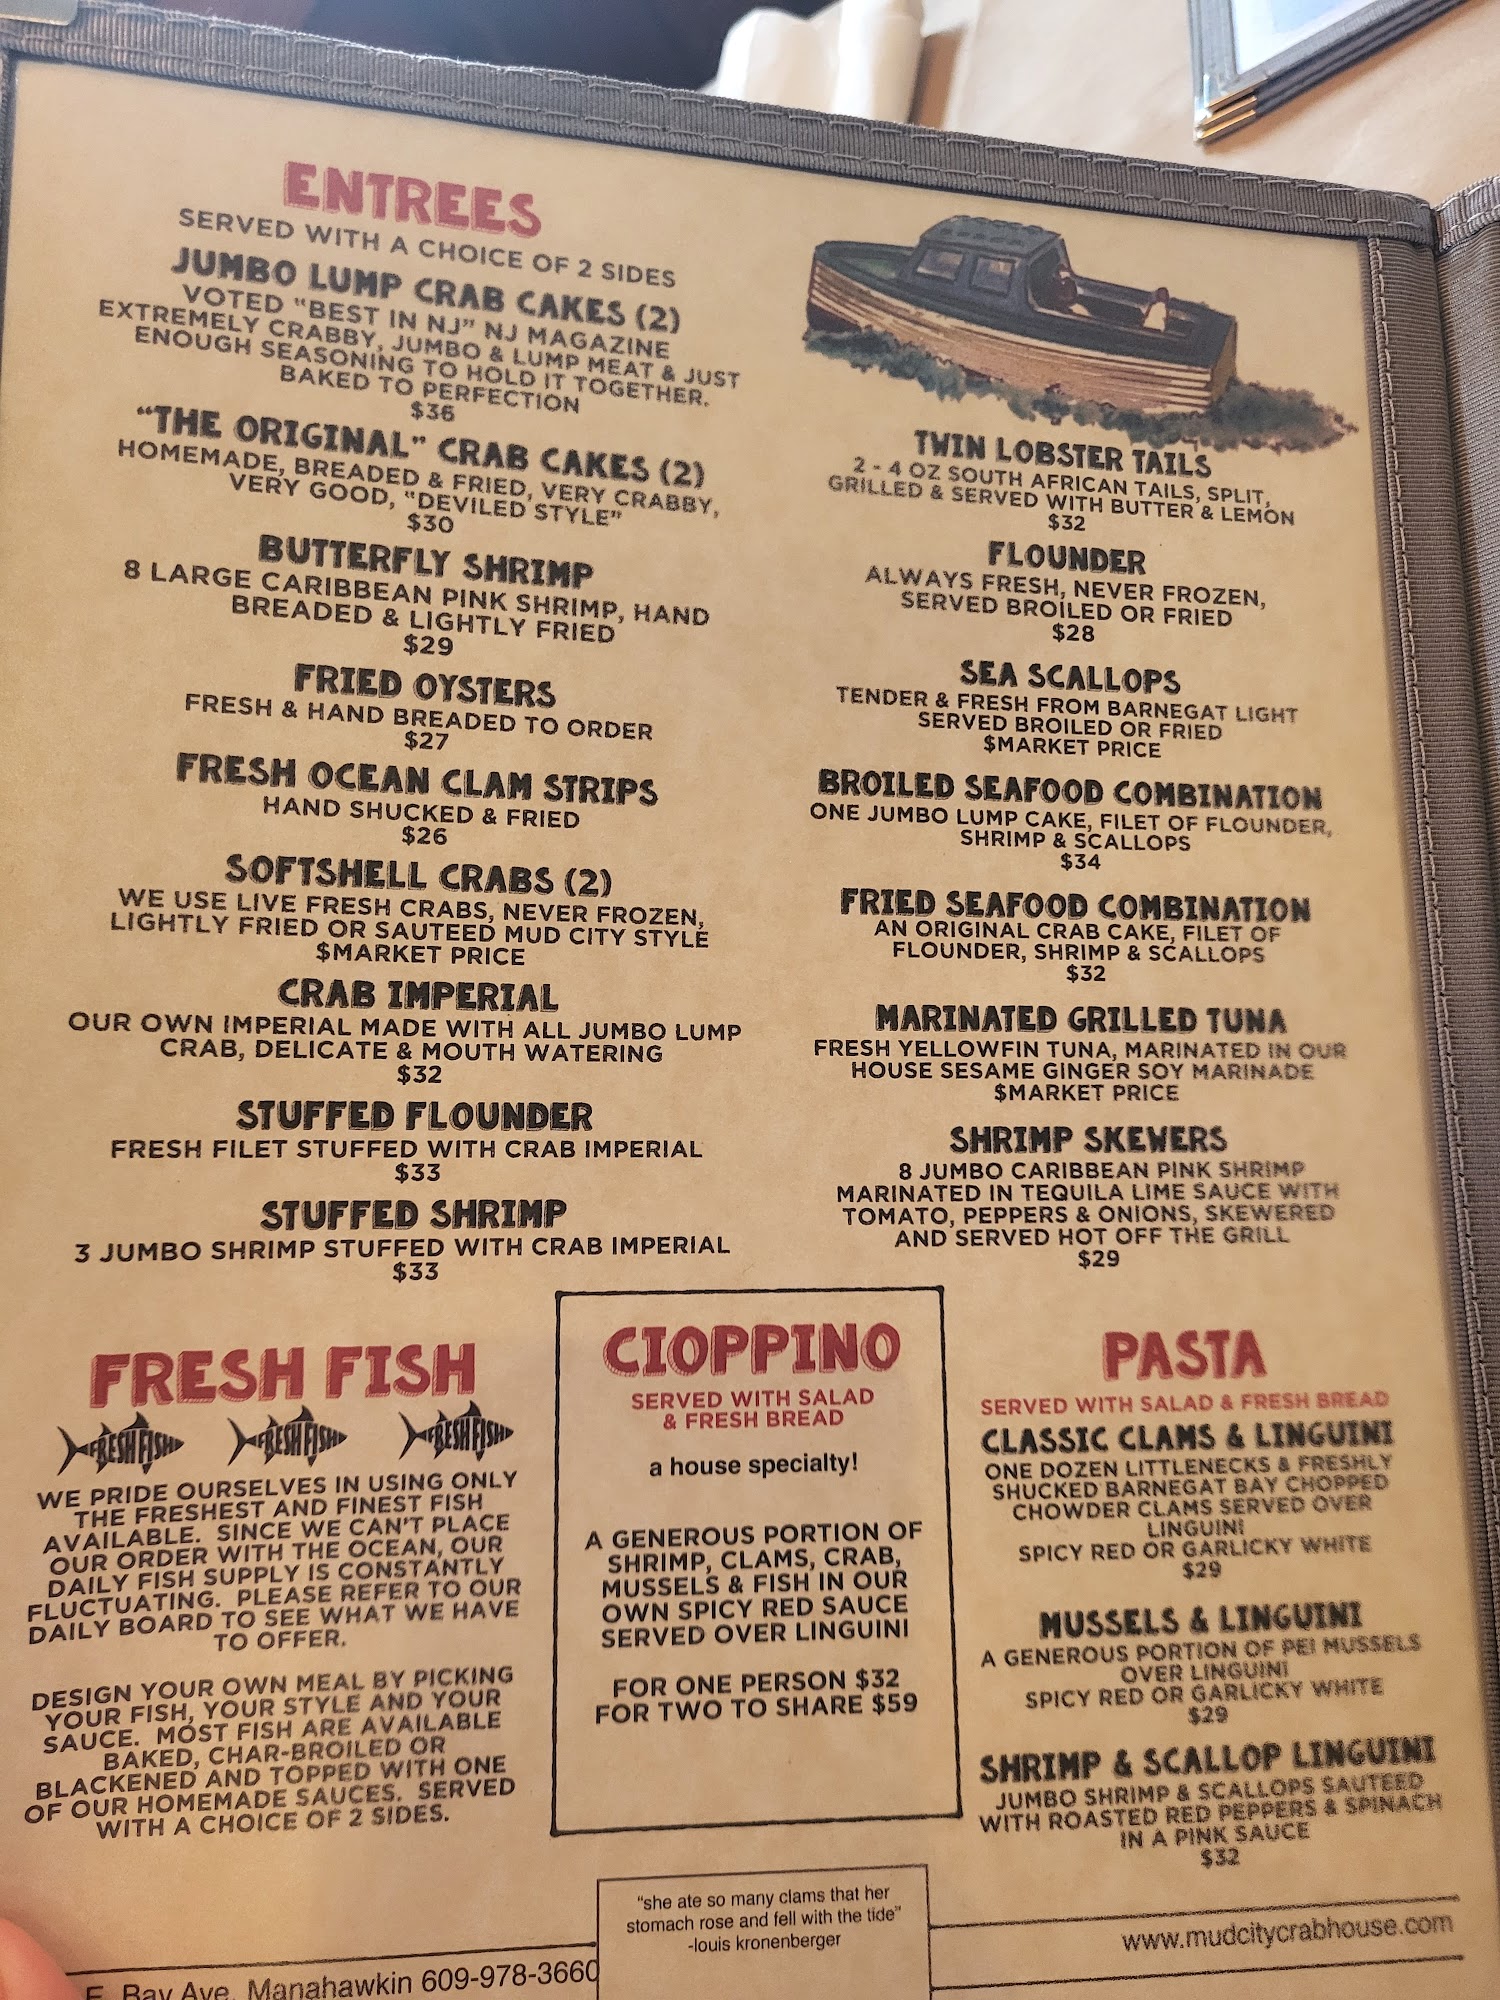 ENTREES
SERVED WITH A CHOICE OF 2 SIDES
JUMBO LUMP CRAB CAKES (2)
VOTED "BEST IN NJ" NJ MAGAZINE
EXTREMELY CRABBY, JUMBO & LUMP MEAT & JUST
ENOUGH SEASONING TO HOLD IT TOGETHER.
BAKED TO PERFECTION
$36
"THE ORIGINAL" CRAB CAKES (2)
HOMEMADE, BREADED & FRIED, VERY CRABBY,
VERY GOOD, "DEVILED STYLE"
$30
BUTTERFLY SHRIMP
8 LARGE CARIBBEAN PINK SHRIMP, HAND
BREADED & LIGHTLY FRIED
$29
FRIED OYSTERS
FRESH & HAND BREADED TO ORDER
$27
FRESH OCEAN CLAM STRIPS
HAND SHUCKED & FRIED
$26
SOFTSHELL CRABS (2)
WE USE LIVE FRESH CRABS, NEVER FROZEN,
LIGHTLY FRIED OR SAUTEED MUD CITY STYLE
$MARKET PRICE
CRAB IMPERIAL
OUR OWN IMPERIAL MADE WITH ALL JUMBO LUMP
CRAB, DELICATE & MOUTH WATERING
$32
STUFFED FLOUNDER
FRESH FILET STUFFED WITH CRAB IMPERIAL
$33
STUFFED SHRIMP
3 JUMBO SHRIMP STUFFED WITH CRAB IMPERIAL
$33
TWIN LOBSTER TAILS
2 - 4 OZ SOUTH AFRICAN TAILS, SPLIT,
GRILLED & SERVED WITH BUTTER & LEMON
$32
FLOUNDER
ALWAYS FRESH, NEVER FROZEN,
SERVED BROILED OR FRIED
$28
SEA SCALLOPS
TENDER & FRESH FROM BARNEGAT LIGHT
SERVED BROILED OR FRIED
$MARKET PRICE
BROILED SEAFOOD COMBINATION
ONE JUMBO LUMP CAKE, FILET OF FLOUNDER,
SHRIMP & SCALLOPS
$34
FRIED SEAFOOD COMBINATION
AN ORIGINAL CRAB CAKE, FILET OF
FLOUNDER, SHRIMP & SCALLOPS
$32
MARINATED GRILLED TUNA
FRESH YELLOWFIN TUNA, MARINATED IN OUR
HOUSE SESAME GINGER SOY MARINADE
$MARKET PRICE
SHRIMP SKEWERS
8 JUMBO CARIBBEAN PINK SHRIMP
MARINATED IN TEQUILA LIME SAUCE WITH
TOMATO, PEPPERS & ONIONS, SKEWERED
AND SERVED HOT OFF THE GRILL
$29
FRESH FISH
FRESH FISH FRESH FISH FRESH FISH
WE PRIDE OURSELVES IN USING ONLY
THE FRESHEST AND FINEST FISH
AVAILABLE. SINCE WE CAN'T PLACE
OUR ORDER WITH THE OCEAN, OUR
DAILY FISH SUPPLY IS CONSTANTLY
FLUCTUATING. PLEASE REFER TO OUR
DAILY BOARD TO SEE WHAT WE HAVE
TO OFFER.
DESIGN YOUR OWN MEAL BY PICKING
YOUR FISH, YOUR STYLE AND YOUR
SAUCE. MOST FISH ARE AVAILABLE
BAKED, CHAR-BROILED OR
BLACKENED AND TOPPED WITH ONE
OF OUR HOMEMADE SAUCES. SERVED
WITH A CHOICE OF 2 SIDES.
CIOPPINO
SERVED WITH SALAD
& FRESH BREAD
a house specialty!
A GENEROUS PORTION OF
SHRIMP, CLAMS, CRAB,
MUSSELS & FISH IN OUR
OWN SPICY RED SAUCE
SERVED OVER LINGUINI
FOR ONE PERSON $32
FOR TWO TO SHARE $59
PASTA
SERVED WITH SALAD & FRESH BREAD
CLASSIC CLAMS & LINGUINI
ONE DOZEN LITTLENECKS & FRESHLY
SHUCKED BARNEGAT BAY CHOPPED
CHOWDER CLAMS SERVED OVER
LINGUINI
SPICY RED OR GARLICKY WHITE
$29
MUSSELS & LINGUINI
A GENEROUS PORTION OF PEI MUSSELS
OVER LINGUINI
SPICY RED OR GARLICKY WHITE
$29
SHRIMP & SCALLOP LINGUINI
JUMBO SHRIMP & SCALLOPS SAUTEED
WITH ROASTED RED PEPPERS & SPINACH
IN A PINK SAUCE
$32
"she ate so many clams that her
stomach rose and fell with the tide"
-louis kronenberger
E. Bay Ave. Manahawkin 609-978-3660
www.mudcitycrabhouse.com